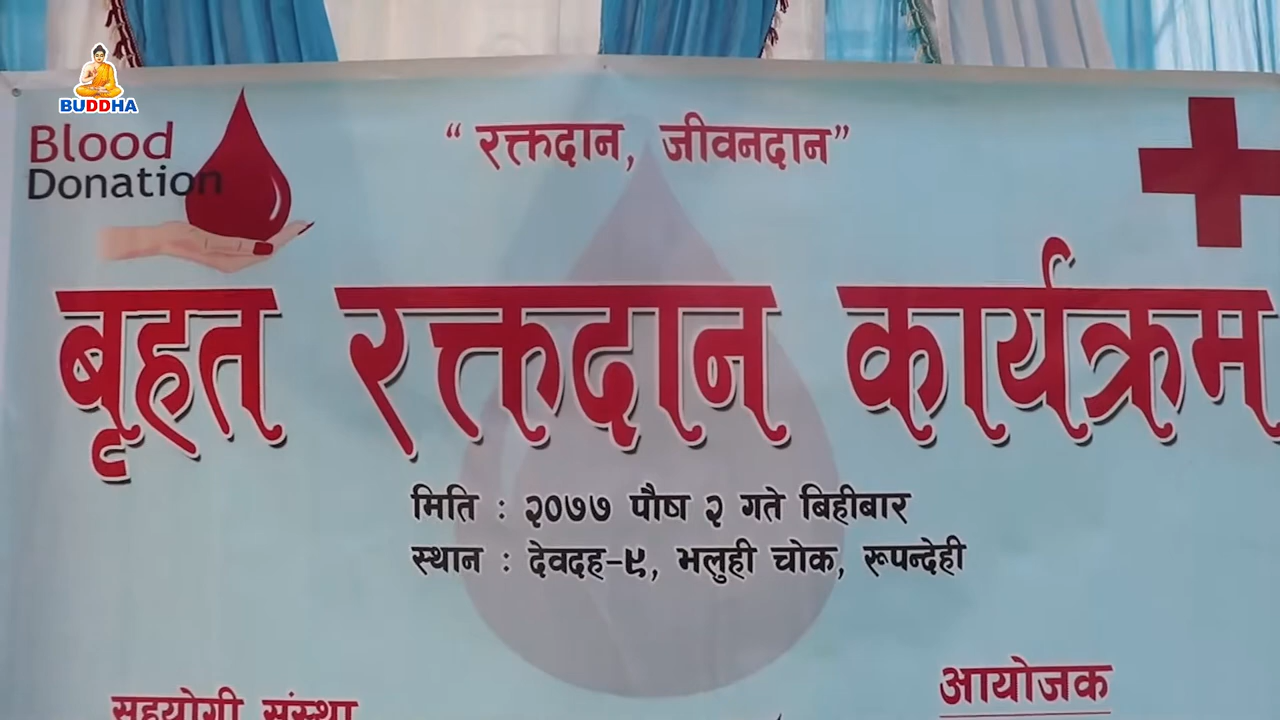 BUDDHA
Blood
Donation
“ रक्तदान, जीवनदान”
बृहत रक्तदान कार्यक्रम
मिति : २०७७ पौष २ गते बिहीबार
स्थान : देवदह-९, भलुही चोक, रूपन्देही
आयोजक
सहयोगी संस्था